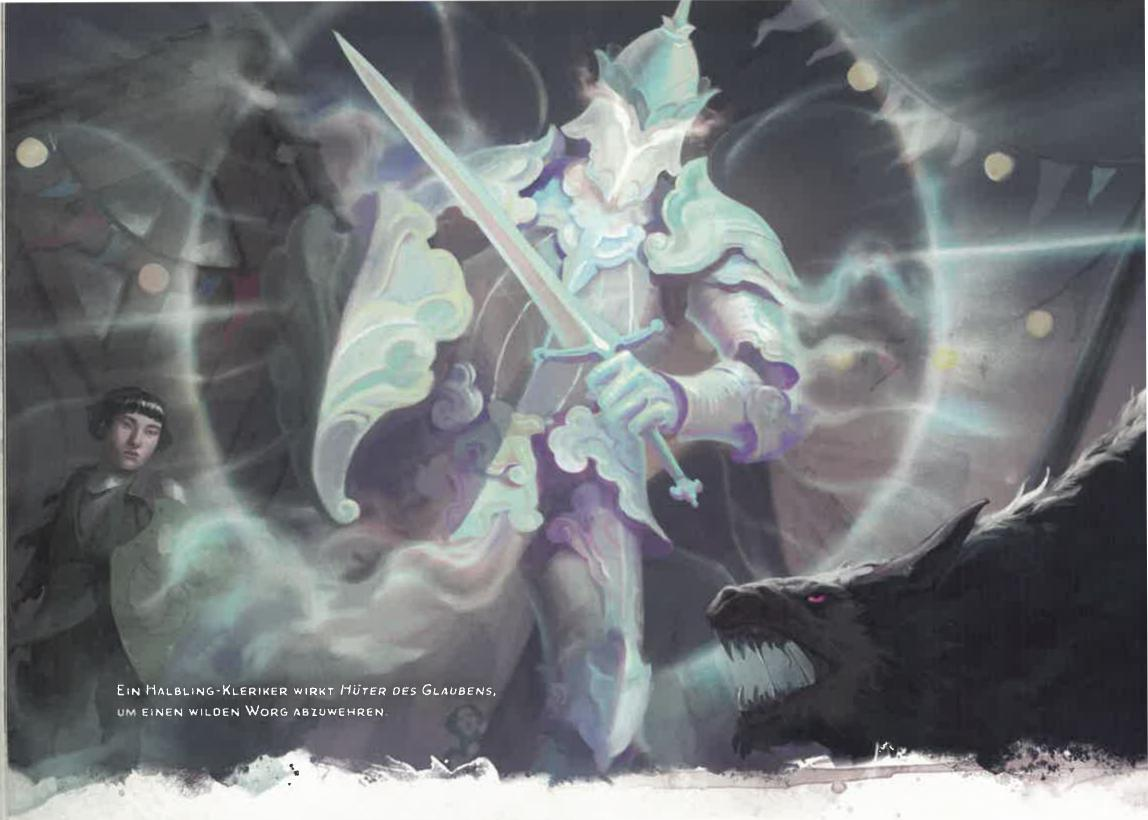 Ein Halbling-Kleriker wirkt Hüter des Glaubens,
um einen wilden Worg abzuwehren.